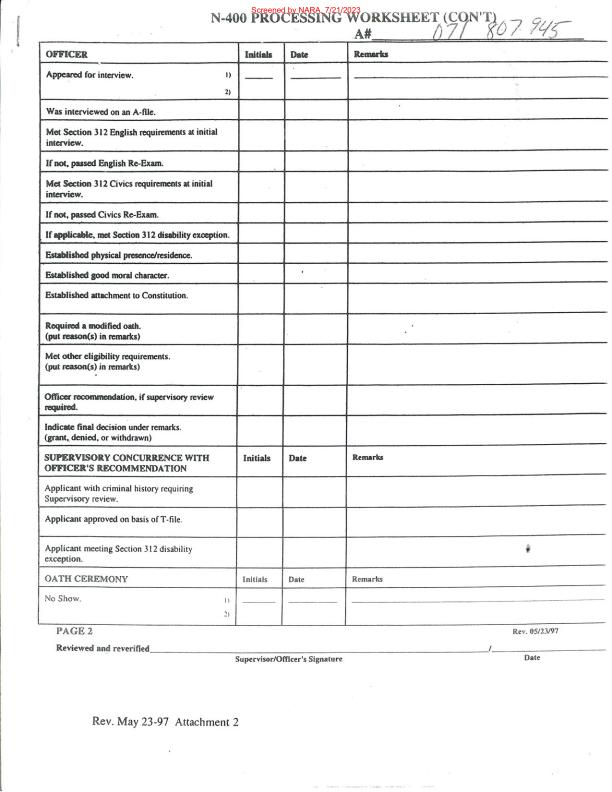 Screened by NARA, 7/21/2023
N-400 PROCESSING WORKSHEET (CON'T)
A# 071 807 945
OFFICER Initials Date Remarks
Appeared for interview. 1)
2)
Was interviewed on an A-file.
Met Section 312 English requirements at initial
interview.
If not, passed English Re-Exam.
Met Section 312 Civics requirements at initial
interview.
If not, passed Civics Re-Exam.
If applicable, met Section 312 disability exception.
Established physical presence/residence.
Established good moral character.
Established attachment to Constitution.
Required a modified oath.
(put reason(s) in remarks)
Met other eligibility requirements.
(put reason(s) in remarks)
Officer recommendation, if supervisory review
required.
Indicate final decision under remarks.
(grant, denied, or withdrawn)
SUPERVISORY CONCURRENCE WITH Initials Date Remarks
OFFICER'S RECOMMENDATION
Applicant with criminal history requiring
Supervisory review.
Applicant approved on basis of T-file.
Applicant meeting Section 312 disability
exception.
OATH CEREMONY Initials Date Remarks
No Show. 1)
2)
PAGE 2 Rev. 05/23/97
Reviewed and reverified /
Supervisor/Officer's Signature Date
Rev. May 23-97 Attachment 2